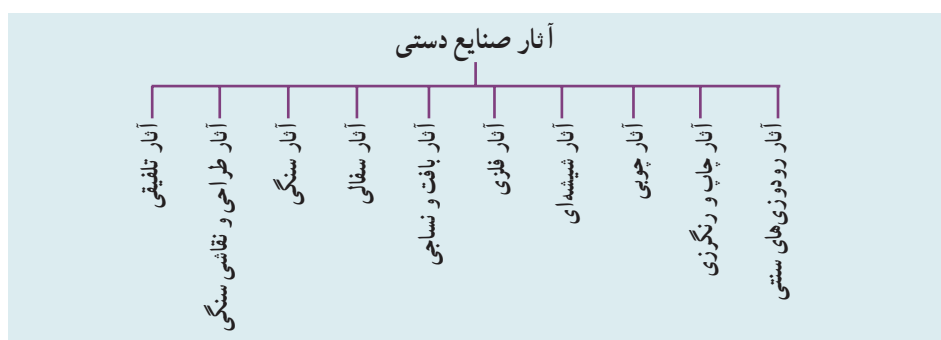 آثار صنایع دستی
آثار رودوزی‌های سنتی
آثار چاپ و رنگرزی
آثار چوبی
آثار شیشه‌ای
آثار فلزی
آثار بافت و نساجی
آثار سفالی
آثار سنگی
آثار طراحی و نقاشی سنگی
آثار تلفیقی